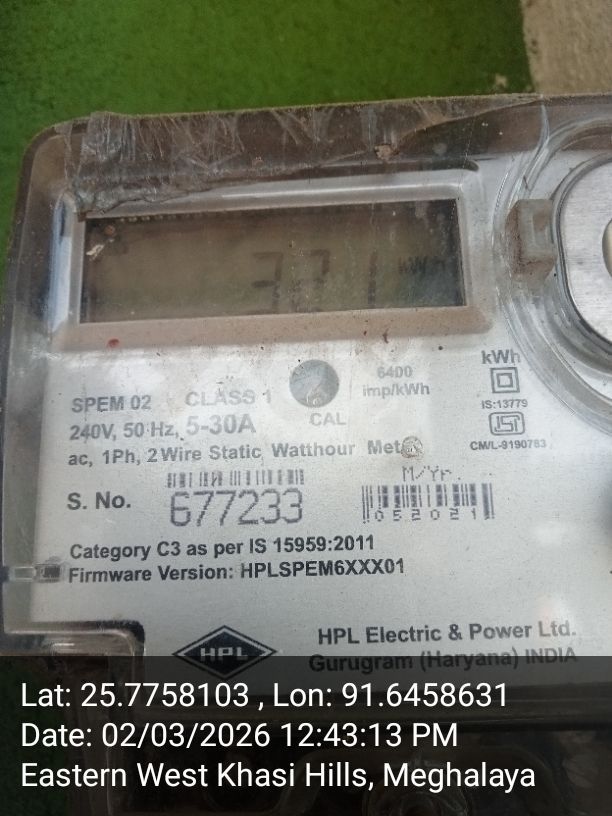 kWh
SPEM 02 CLASS 1
6400
imp/kWh
kWh
240V, 50 Hz, 5-30A
CAL
IS:13779
ac, 1Ph, 2 Wire Static Watthour
CM/L-9190783
M/Yr.
S. No. 677233
052021
Category C3 as per IS 15959:2011
Firmware Version: HPLSPEM6XXX01
HPL
HPL Electric & Power Ltd.
Gurugram (Haryana) INDIA
Lat: 25.7758103 , Lon: 91.6458631
Date: 02/03/2026 12:43:13 PM
Eastern West Khasi Hills, Meghalaya